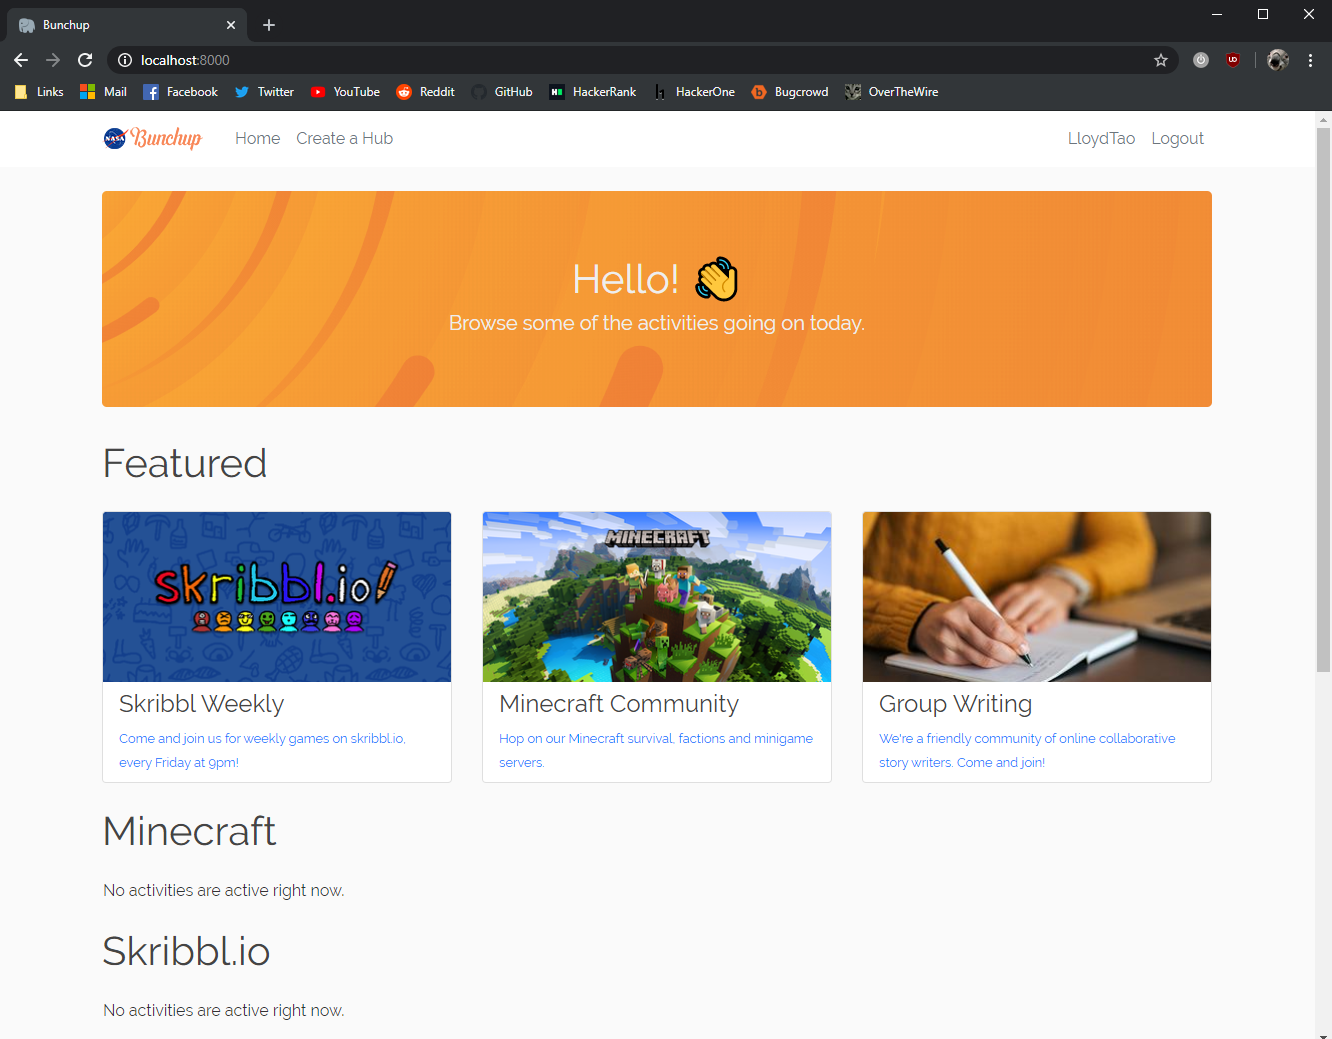 Bunchup
localhost:8000
Links Mail Facebook Twitter YouTube Reddit GitHub HackerRank HackerOne Bugcrowd OverTheWire
NASA Bunchup Home Create a Hub LloydTao Logout
Hello! 👋
Browse some of the activities going on today.
Featured
skribbl.io
MINECRAFT
Skribbl Weekly
Come and join us for weekly games on skribbl.io,
every Friday at 9pm!
Minecraft Community
Hop on our Minecraft survival, factions and minigame
servers.
Group Writing
We're a friendly community of online collaborative
story writers. Come and join!
Minecraft
No activities are active right now.
Skribbl.io
No activities are active right now.